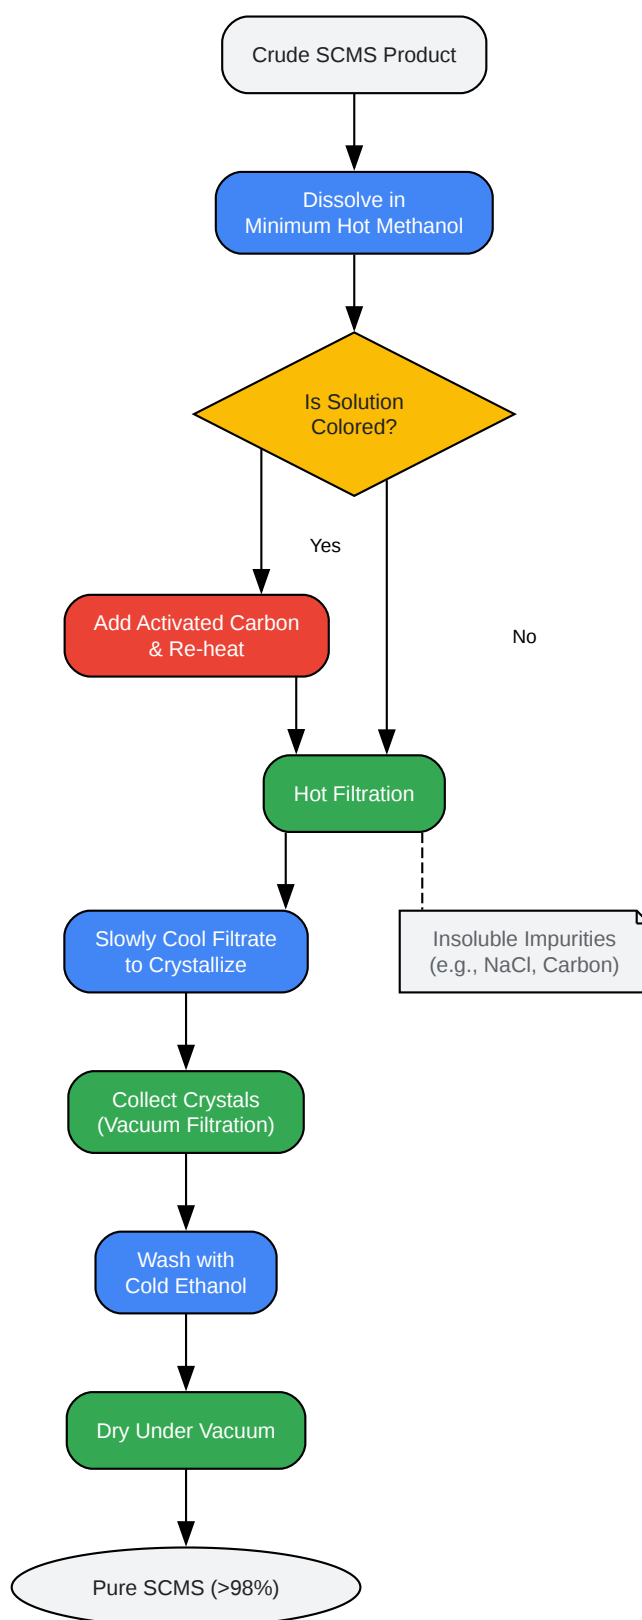 Crude SCMS Product
Dissolve in
Minimum Hot Methanol
Is Solution
Colored?
Yes
Add Activated Carbon
& Re-heat
No
Hot Filtration
Slowly Cool Filtrate
to Crystallize
Insoluble Impurities
(e.g., NaCl, Carbon)
Collect Crystals
(Vacuum Filtration)
Wash with
Cold Ethanol
Dry Under Vacuum
Pure SCMS (>98%)